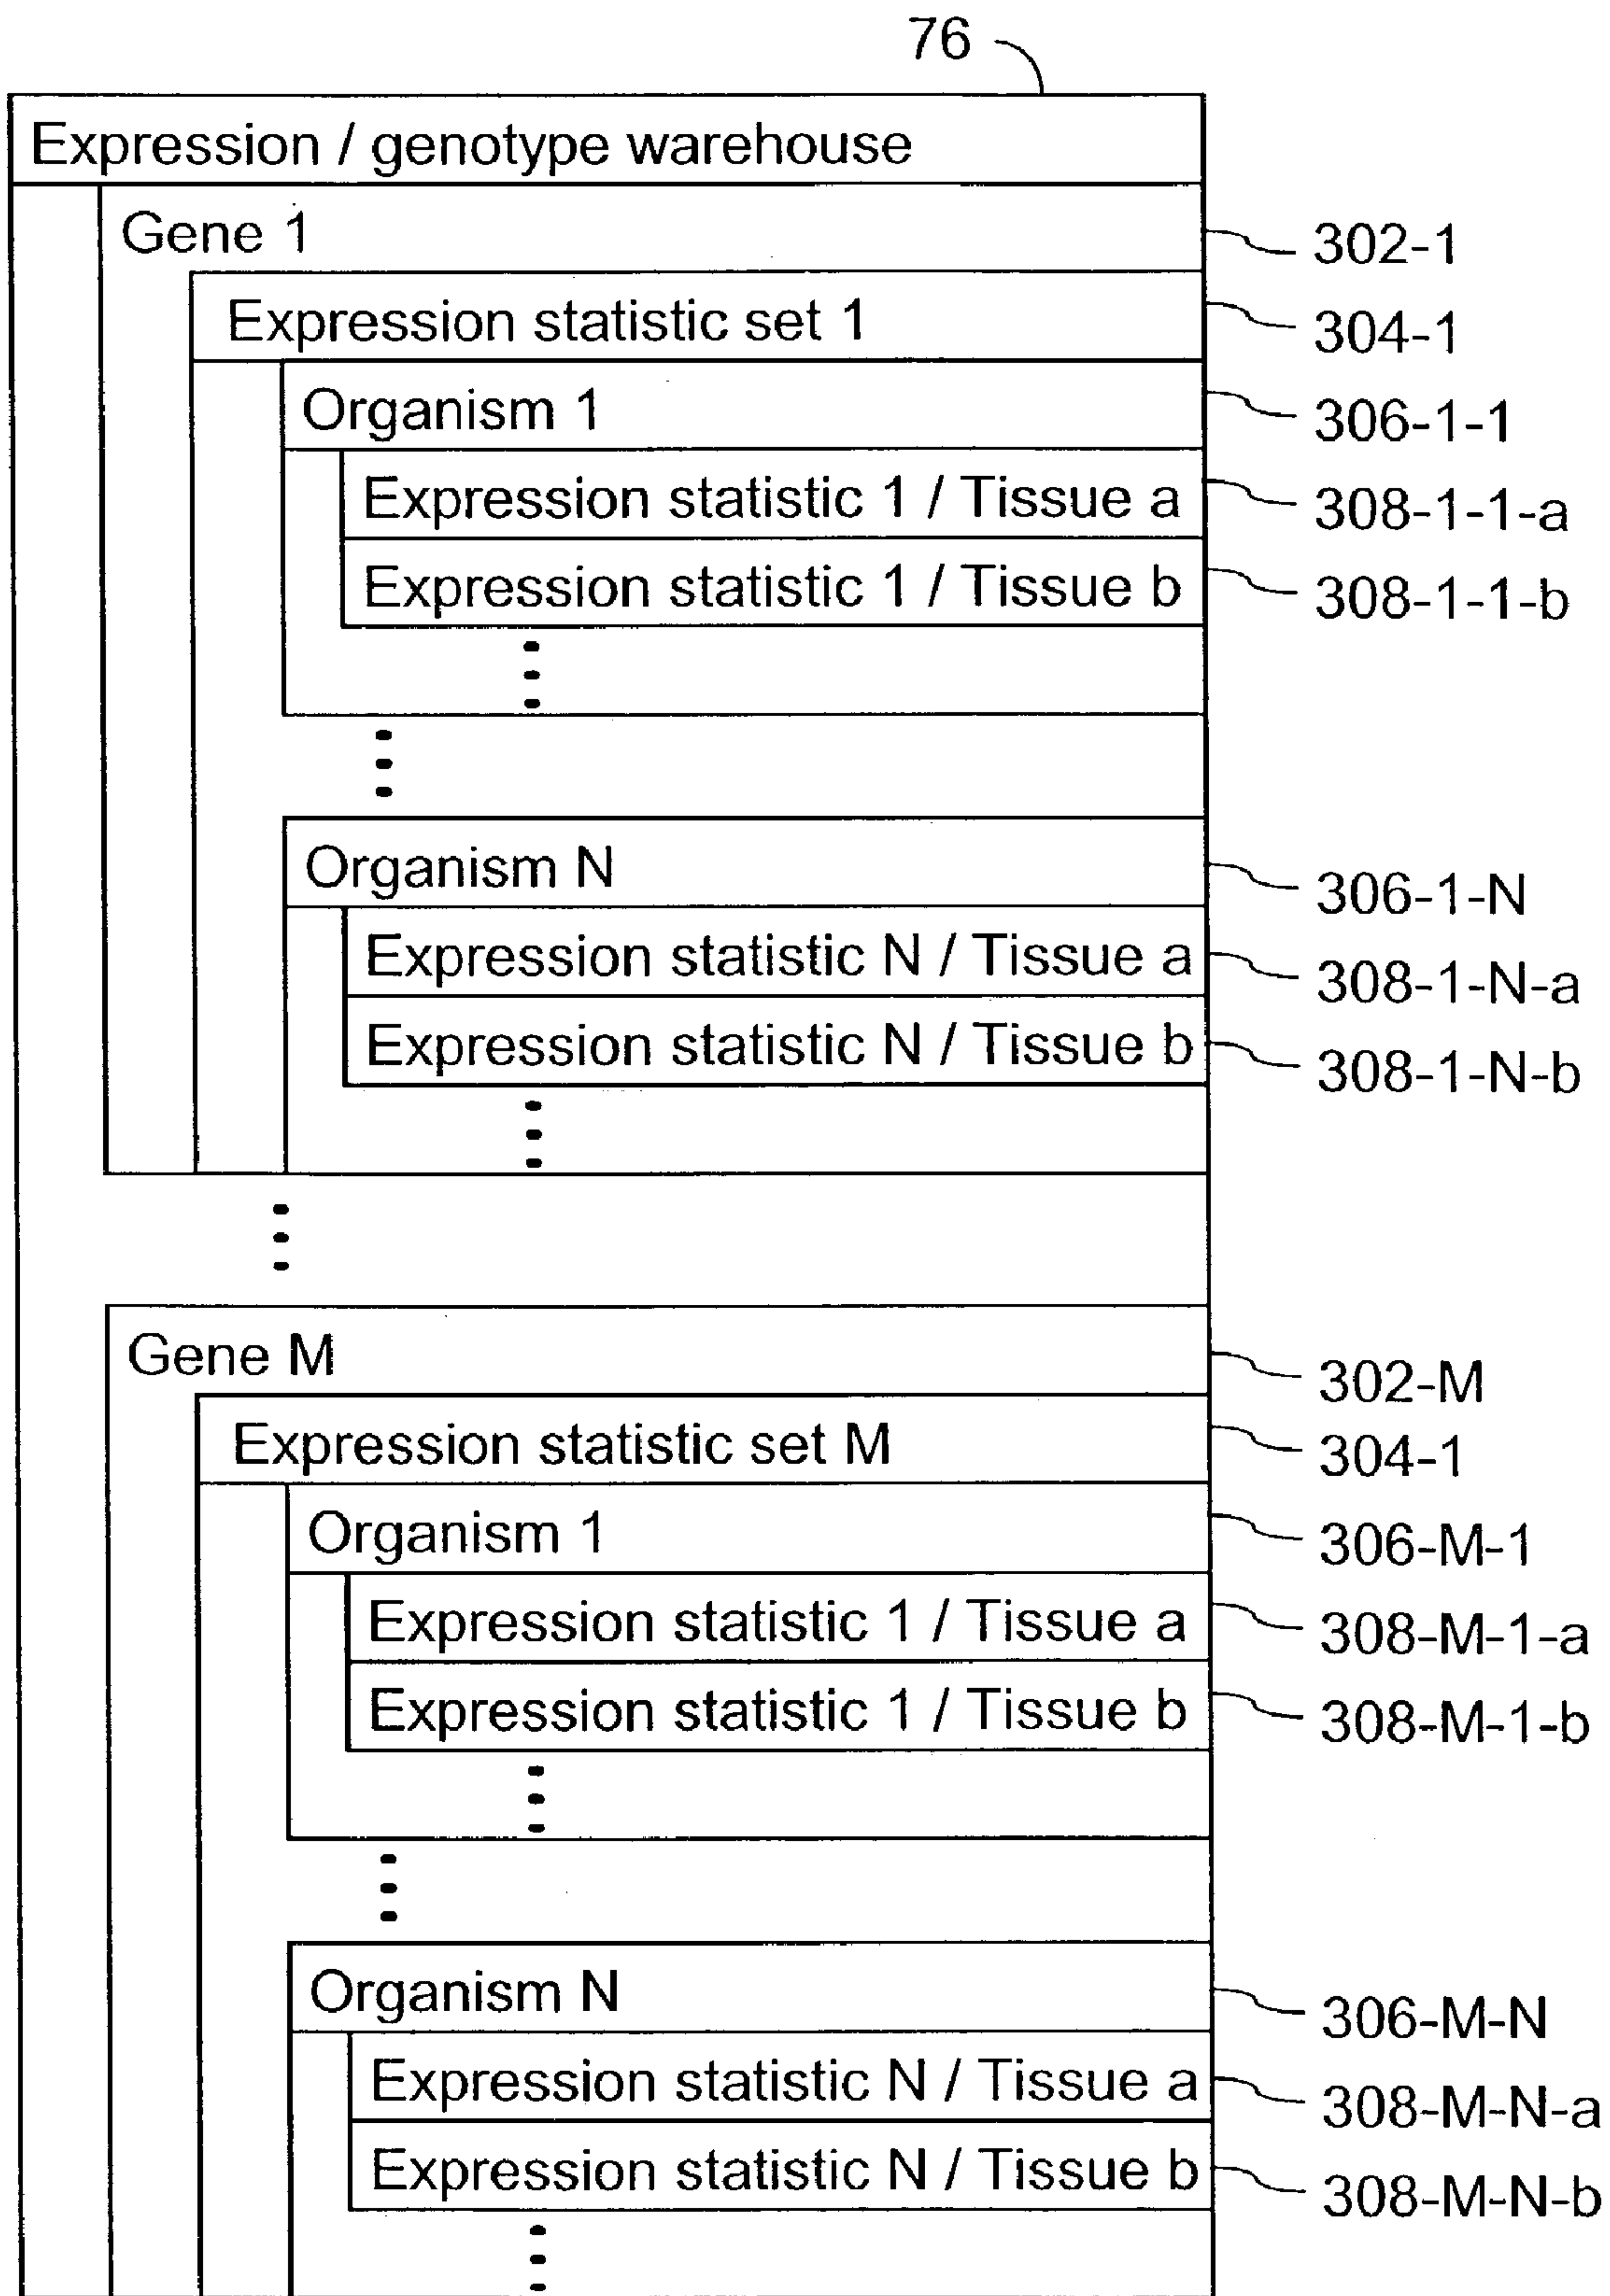 76
Expression / genotype warehouse
Gene 1
302-1
Expression statistic set 1
304-1
Organism 1
306-1-1
Expression statistic 1 / Tissue a
308-1-1-a
Expression statistic 1 / Tissue b
308-1-1-b
Organism N
306-1-N
Expression statistic N / Tissue a
308-1-N-a
Expression statistic N / Tissue b
308-1-N-b
Gene M
302-M
Expression statistic set M
304-1
Organism 1
306-M-1
Expression statistic 1 / Tissue a
308-M-1-a
Expression statistic 1 / Tissue b
308-M-1-b
Organism N
306-M-N
Expression statistic N / Tissue a
308-M-N-a
Expression statistic N / Tissue b
308-M-N-b